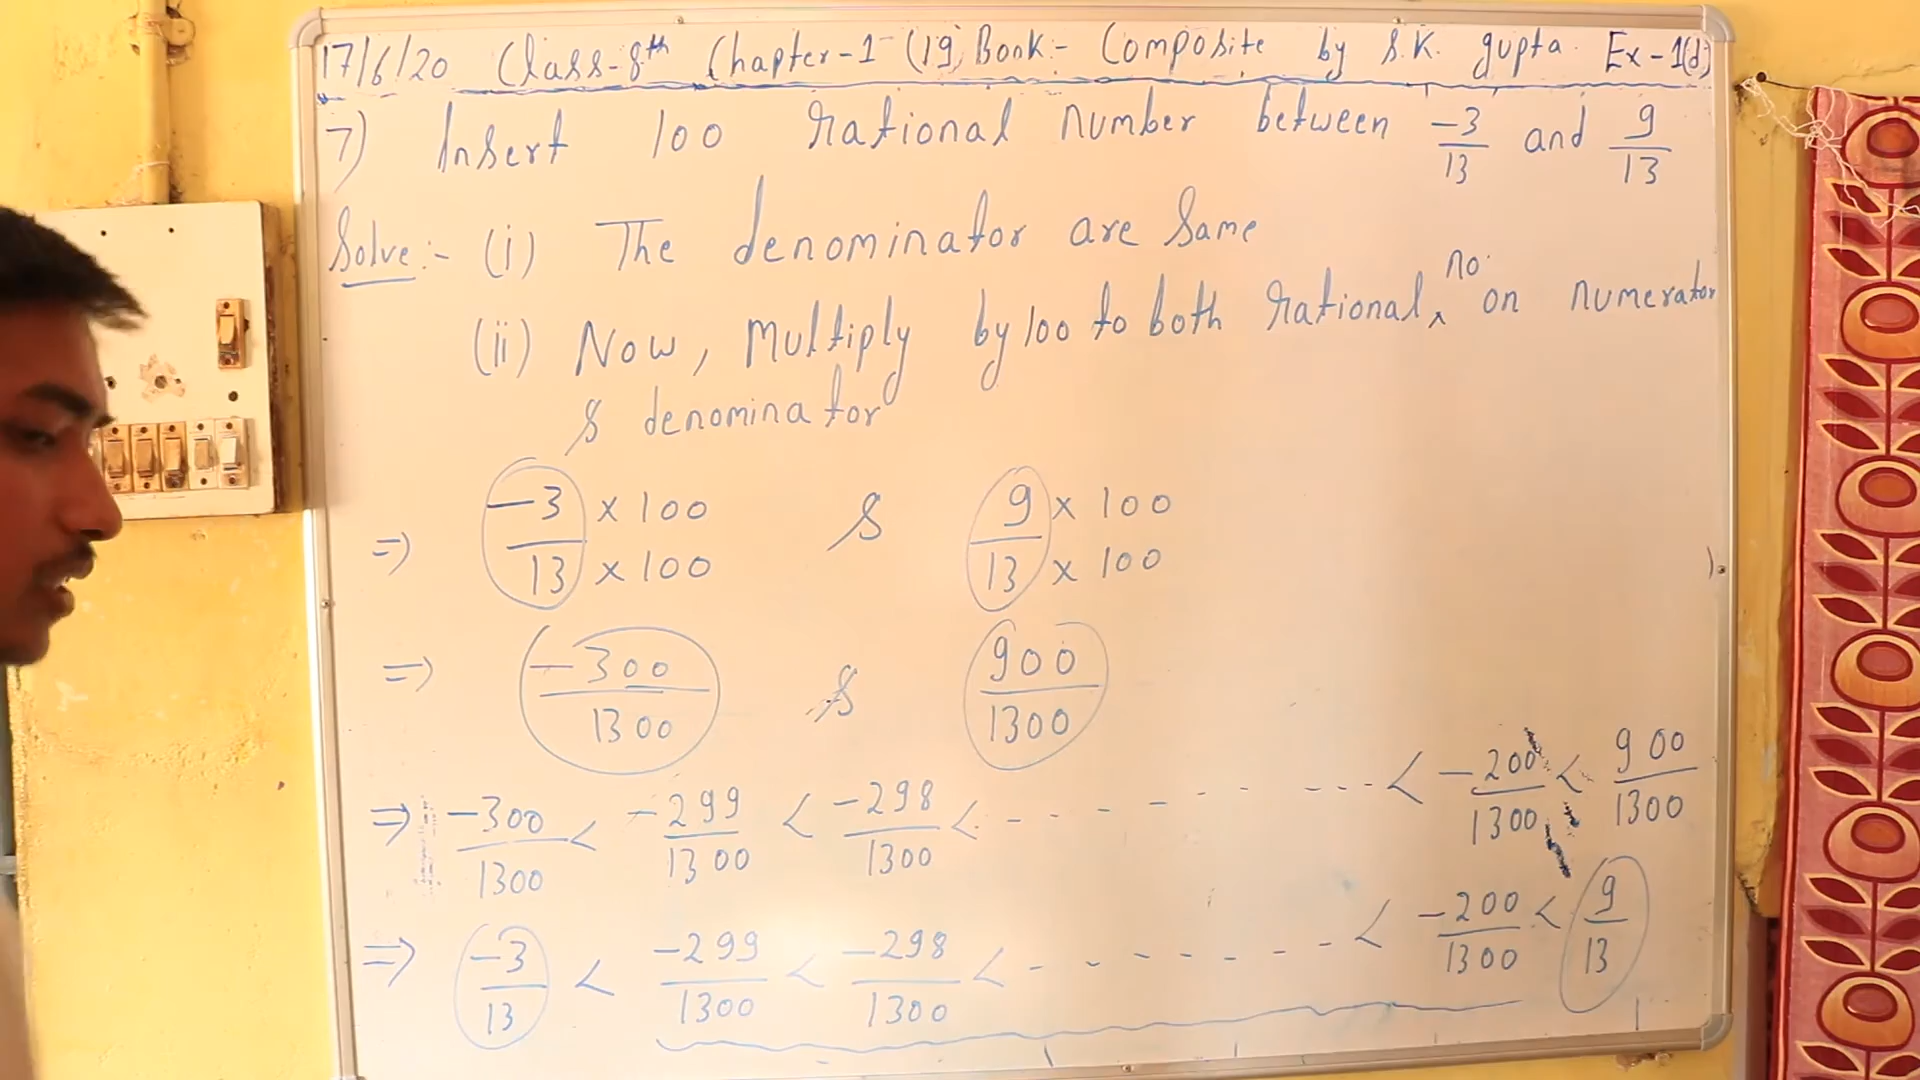 17/6/20 Class-8th Chapter-1 (19) Book:- Composite by S.K. gupta. Ex-1(d)
7) Insert 100 rational number between -3/13 and 9/13
Solve:- (i) The denominator are same
(ii) Now, Multiply by 100 to both rational no. on numerator
& denominator
=> -3 × 100 / 13 × 100 & 9 × 100 / 13 × 100
=> -300/1300 & 900/1300
=> -300/1300 < -299/1300 < -298/1300 < - - - - - - - - - - < -200/1300 < 900/1300
=> -3/13 < -299/1300 < -298/1300 < - - - - - - - - < -200/1300 < 9/13